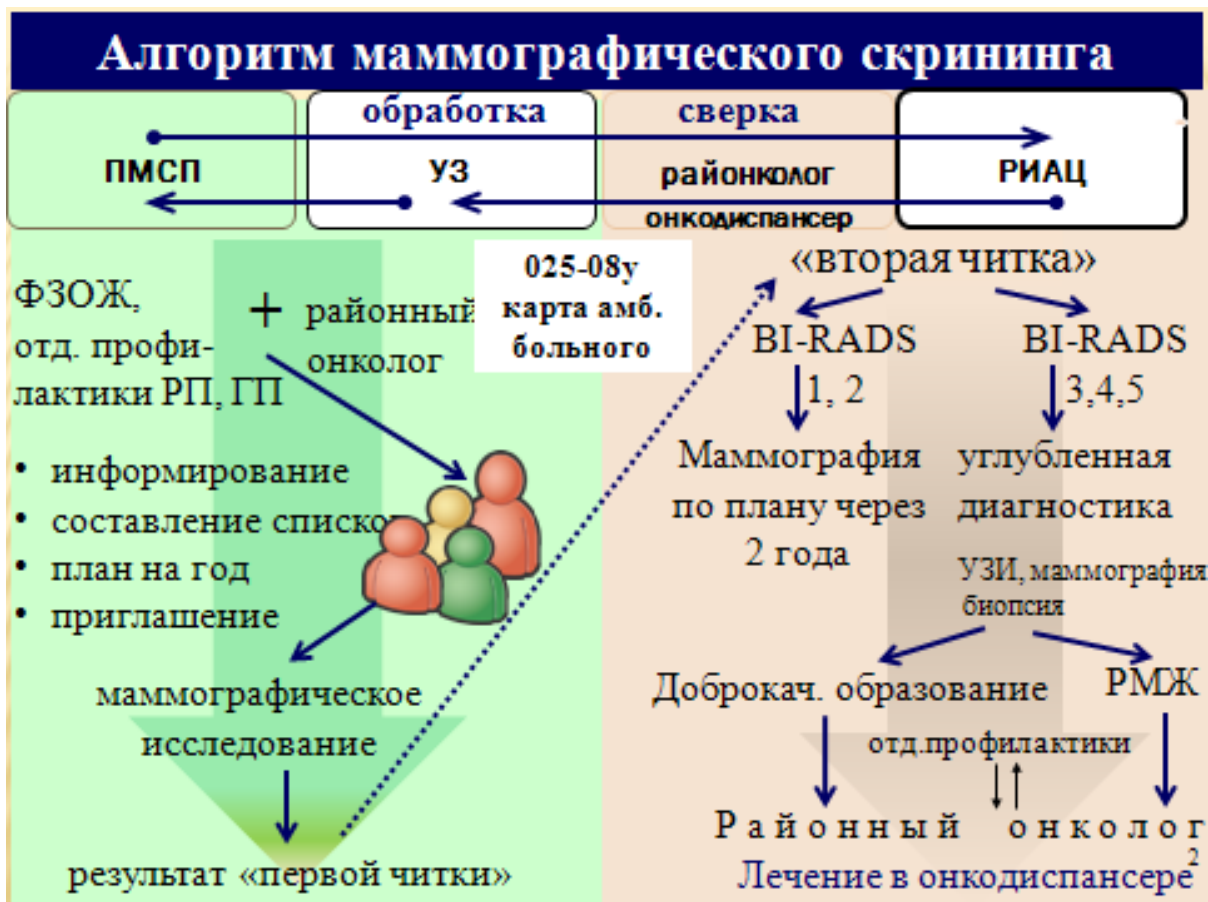 Алгоритм маммографического скрининга
обработка
сверка
ПМСП
УЗ
районколог
онкодиспансер
РИАЦ
ФЗОЖ,
отд. профи-
лактики РП, ГП
+ районный
онколог
025-08у
карта амб.
больного
• информирование
• составление списков
• план на год
• приглашение
маммографическое
исследование
результат «первой читки»
«вторая читка»
BI-RADS
1, 2
BI-RADS
3,4,5
Маммография
по плану через
2 года
углубленная
диагностика
УЗИ, маммография
биопсия
Доброкач. образование
РМЖ
отд.профилактики
Районный онколог
Лечение в онкодиспансере
2